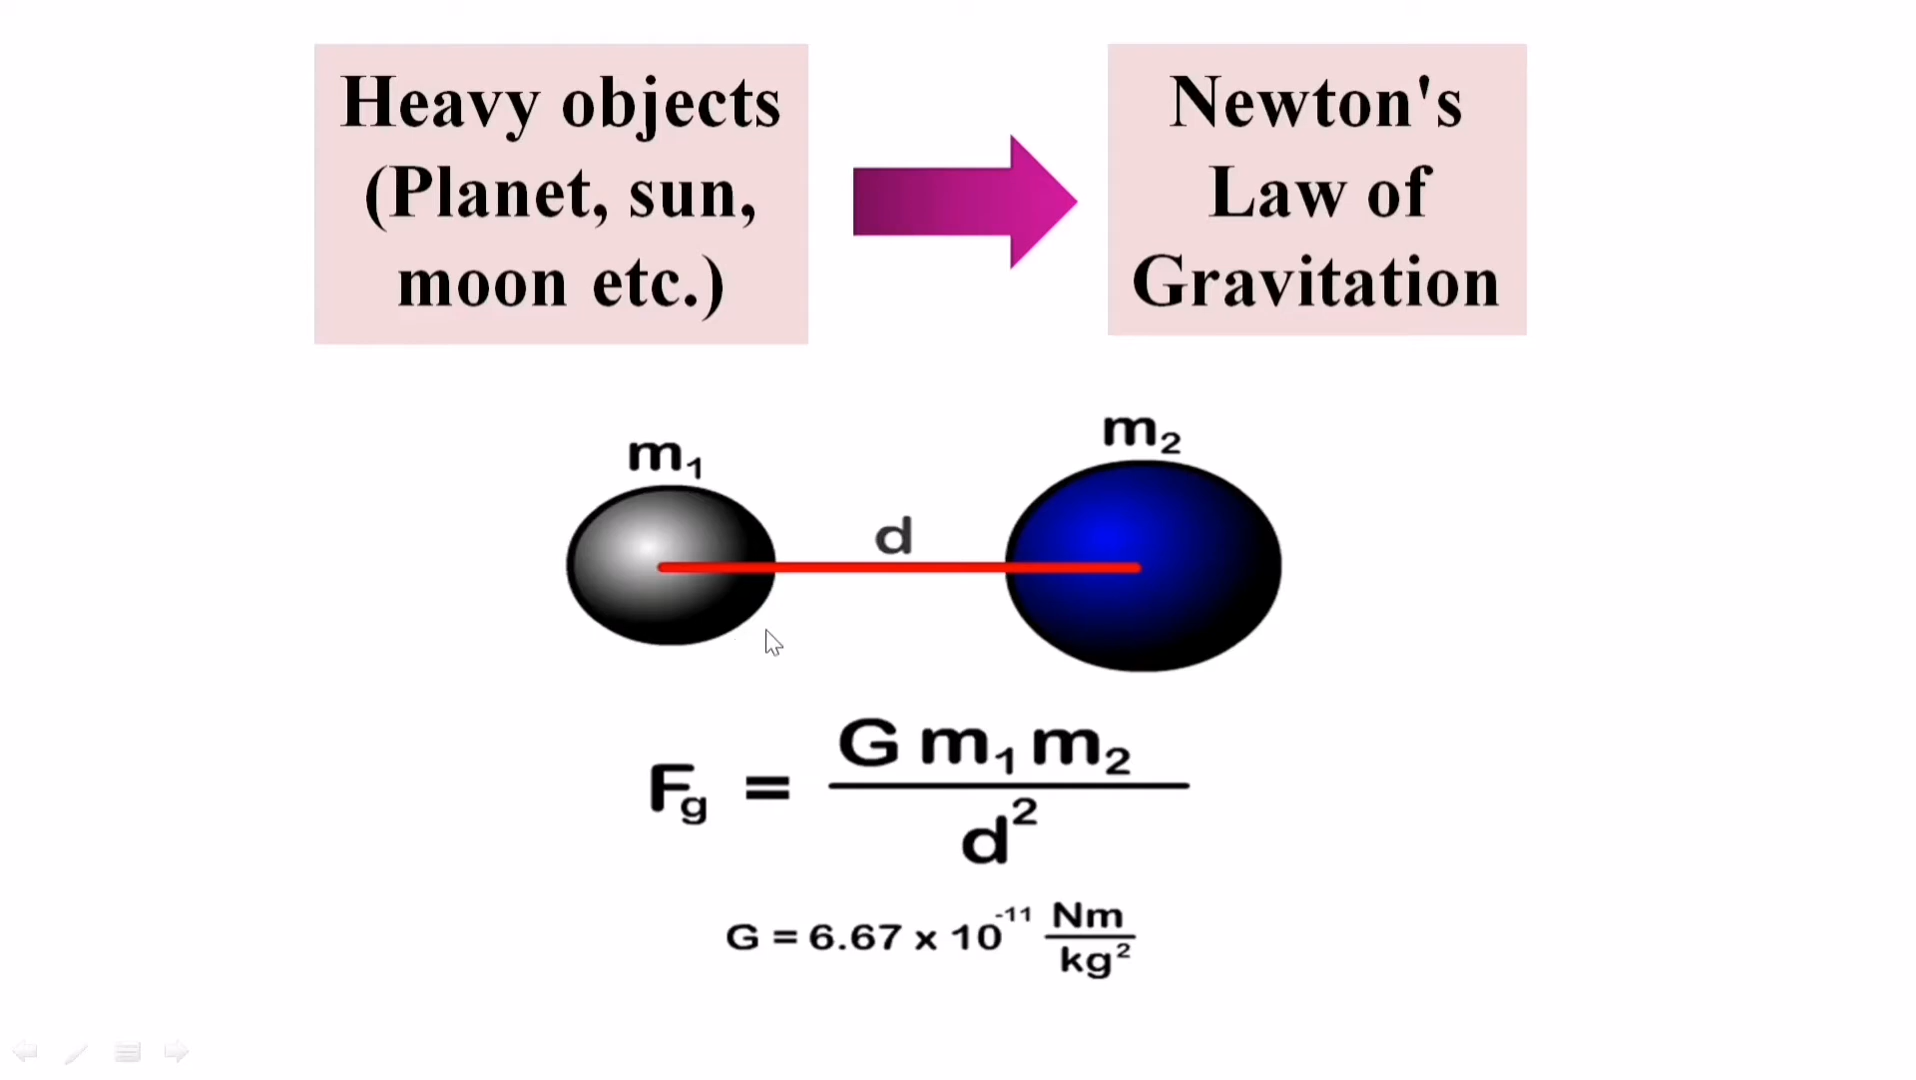 Heavy objects
(Planet, sun,
moon etc.)
Newton's
Law of
Gravitation
m₁
m₂
d
F_g = G m₁ m₂ / d²
G = 6.67 x 10⁻¹¹ Nm / kg²